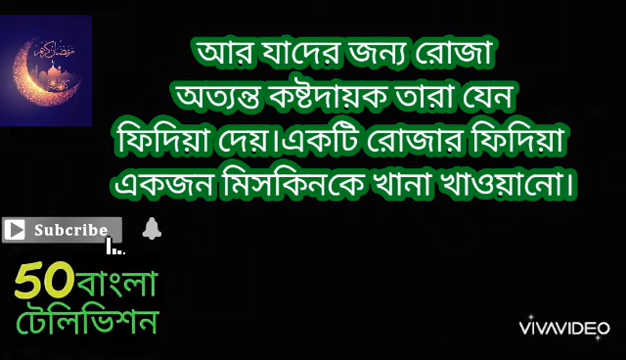 আর যাদের জন্য রোজা
অত্যন্ত কষ্টদায়ক তারা যেন
ফিদিয়া দেয়।একটি রোজার ফিদিয়া
একজন মিসকিনকে খানা খাওয়ানো।
Subcribe
50বাংলা
টেলিভিশন
VIVAVIDEO